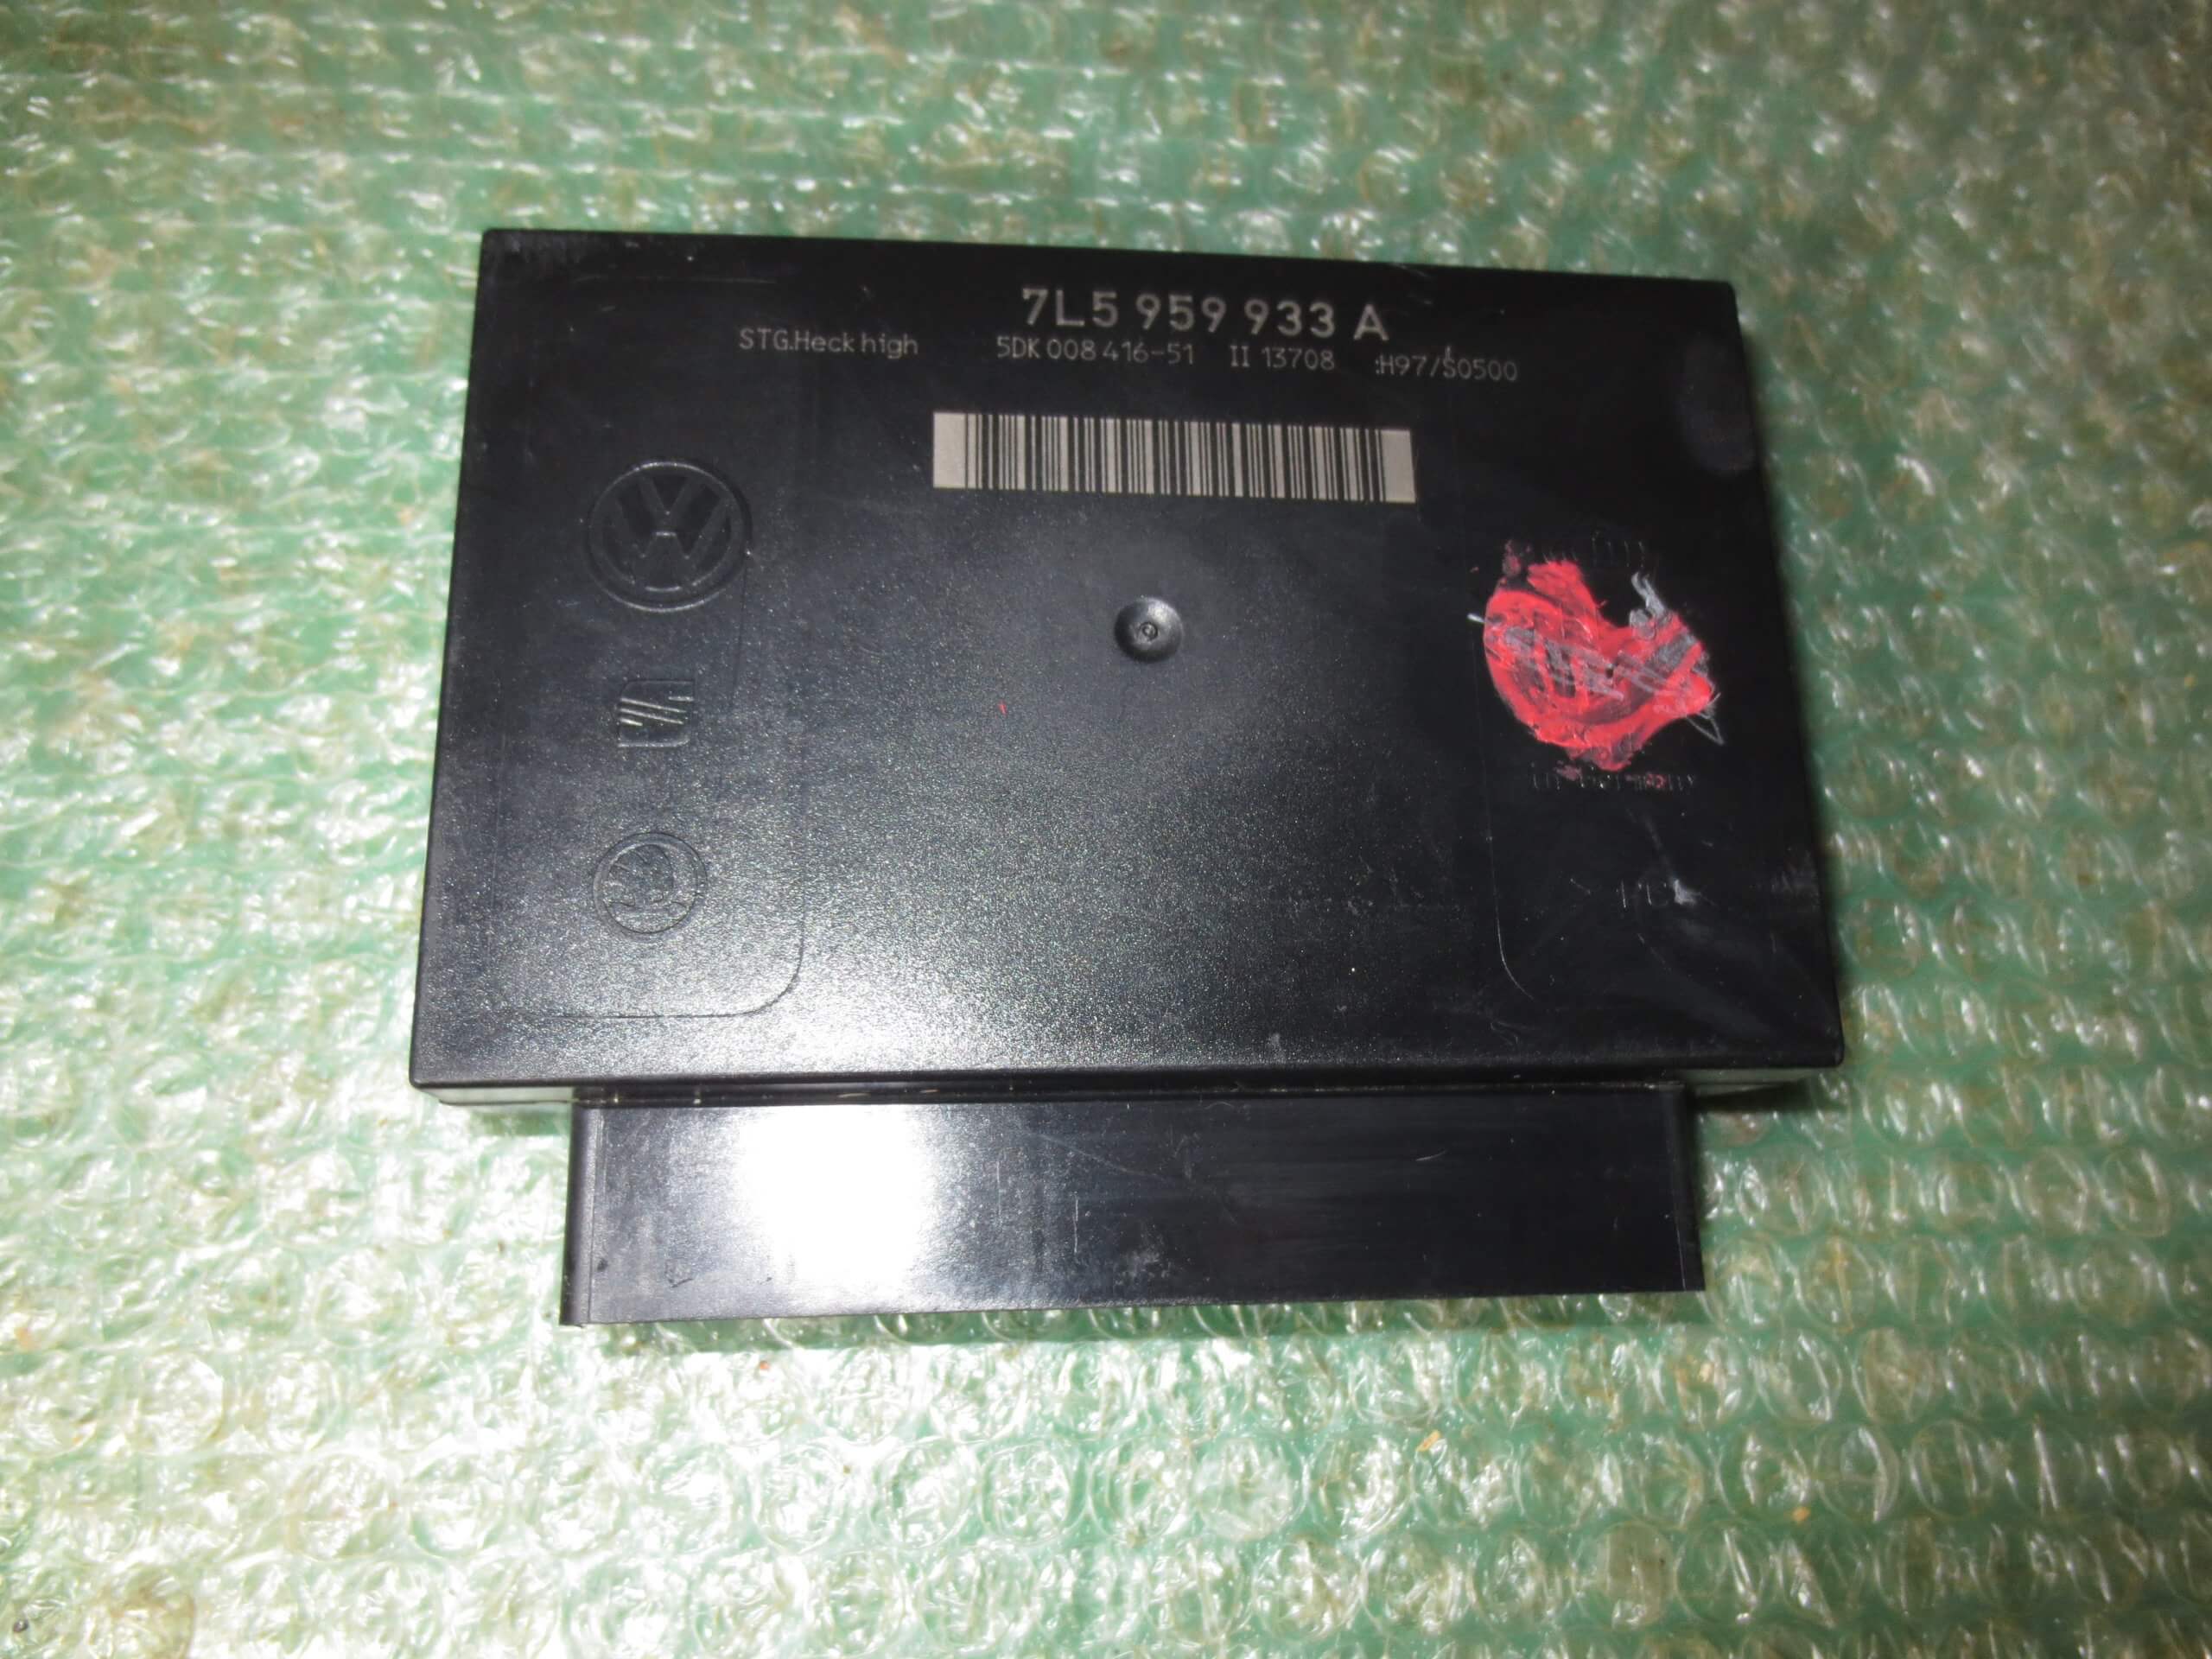 7L5 959 933 A
STG.Heck high 5DK 008 416-51 II 13708 :H97/S0500